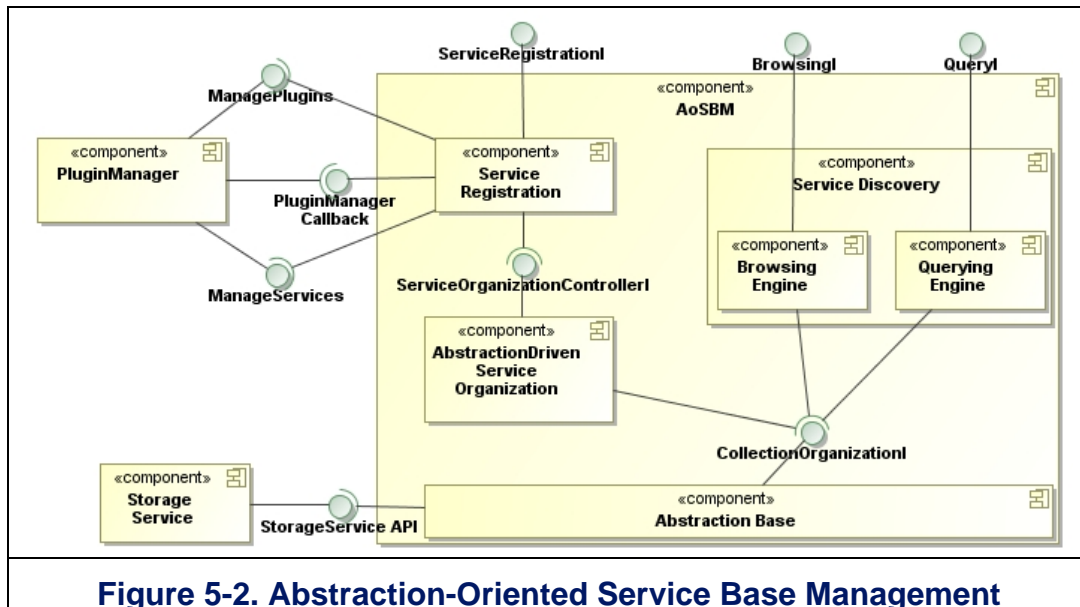 ServiceRegistrationI
BrowsingI
QueryI
ManagePlugins
«component»
AoSBM
«component»
PluginManager
«component»
Service
Registration
«component»
Service Discovery
PluginManager
Callback
«component»
Browsing
Engine
«component»
Querying
Engine
ManageServices
ServiceOrganizationControllerI
«component»
AbstractionDriven
Service
Organization
CollectionOrganizationI
«component»
Storage
Service
StorageService API
«component»
Abstraction Base
Figure 5-2. Abstraction-Oriented Service Base Management